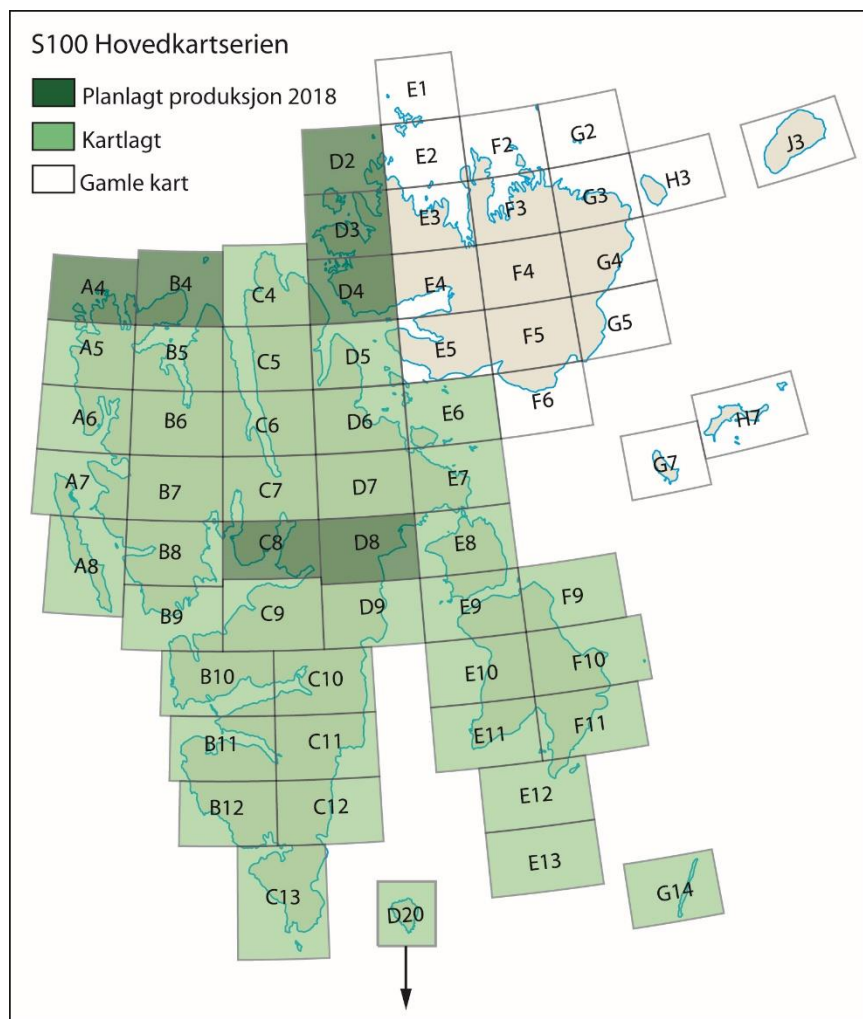 S100 Hovedkartserien
Planlagt produksjon 2018
Kartlagt
Gamle kart
E1
D2 E2 F2 G2 J3
D3 E3 F3 G3 H3
A4 B4 C4 D4 E4 F4 G4
A5 B5 C5 D5 E5 F5 G5
A6 B6 C6 D6 E6 F6
A7 B7 C7 D7 E7 G7 H7
A8 B8 C8 D8 E8
B9 C9 D9 E9 F9
B10 C10 E10 F10
B11 C11 E11 F11
B12 C12 E12
C13 D20 E13 G14